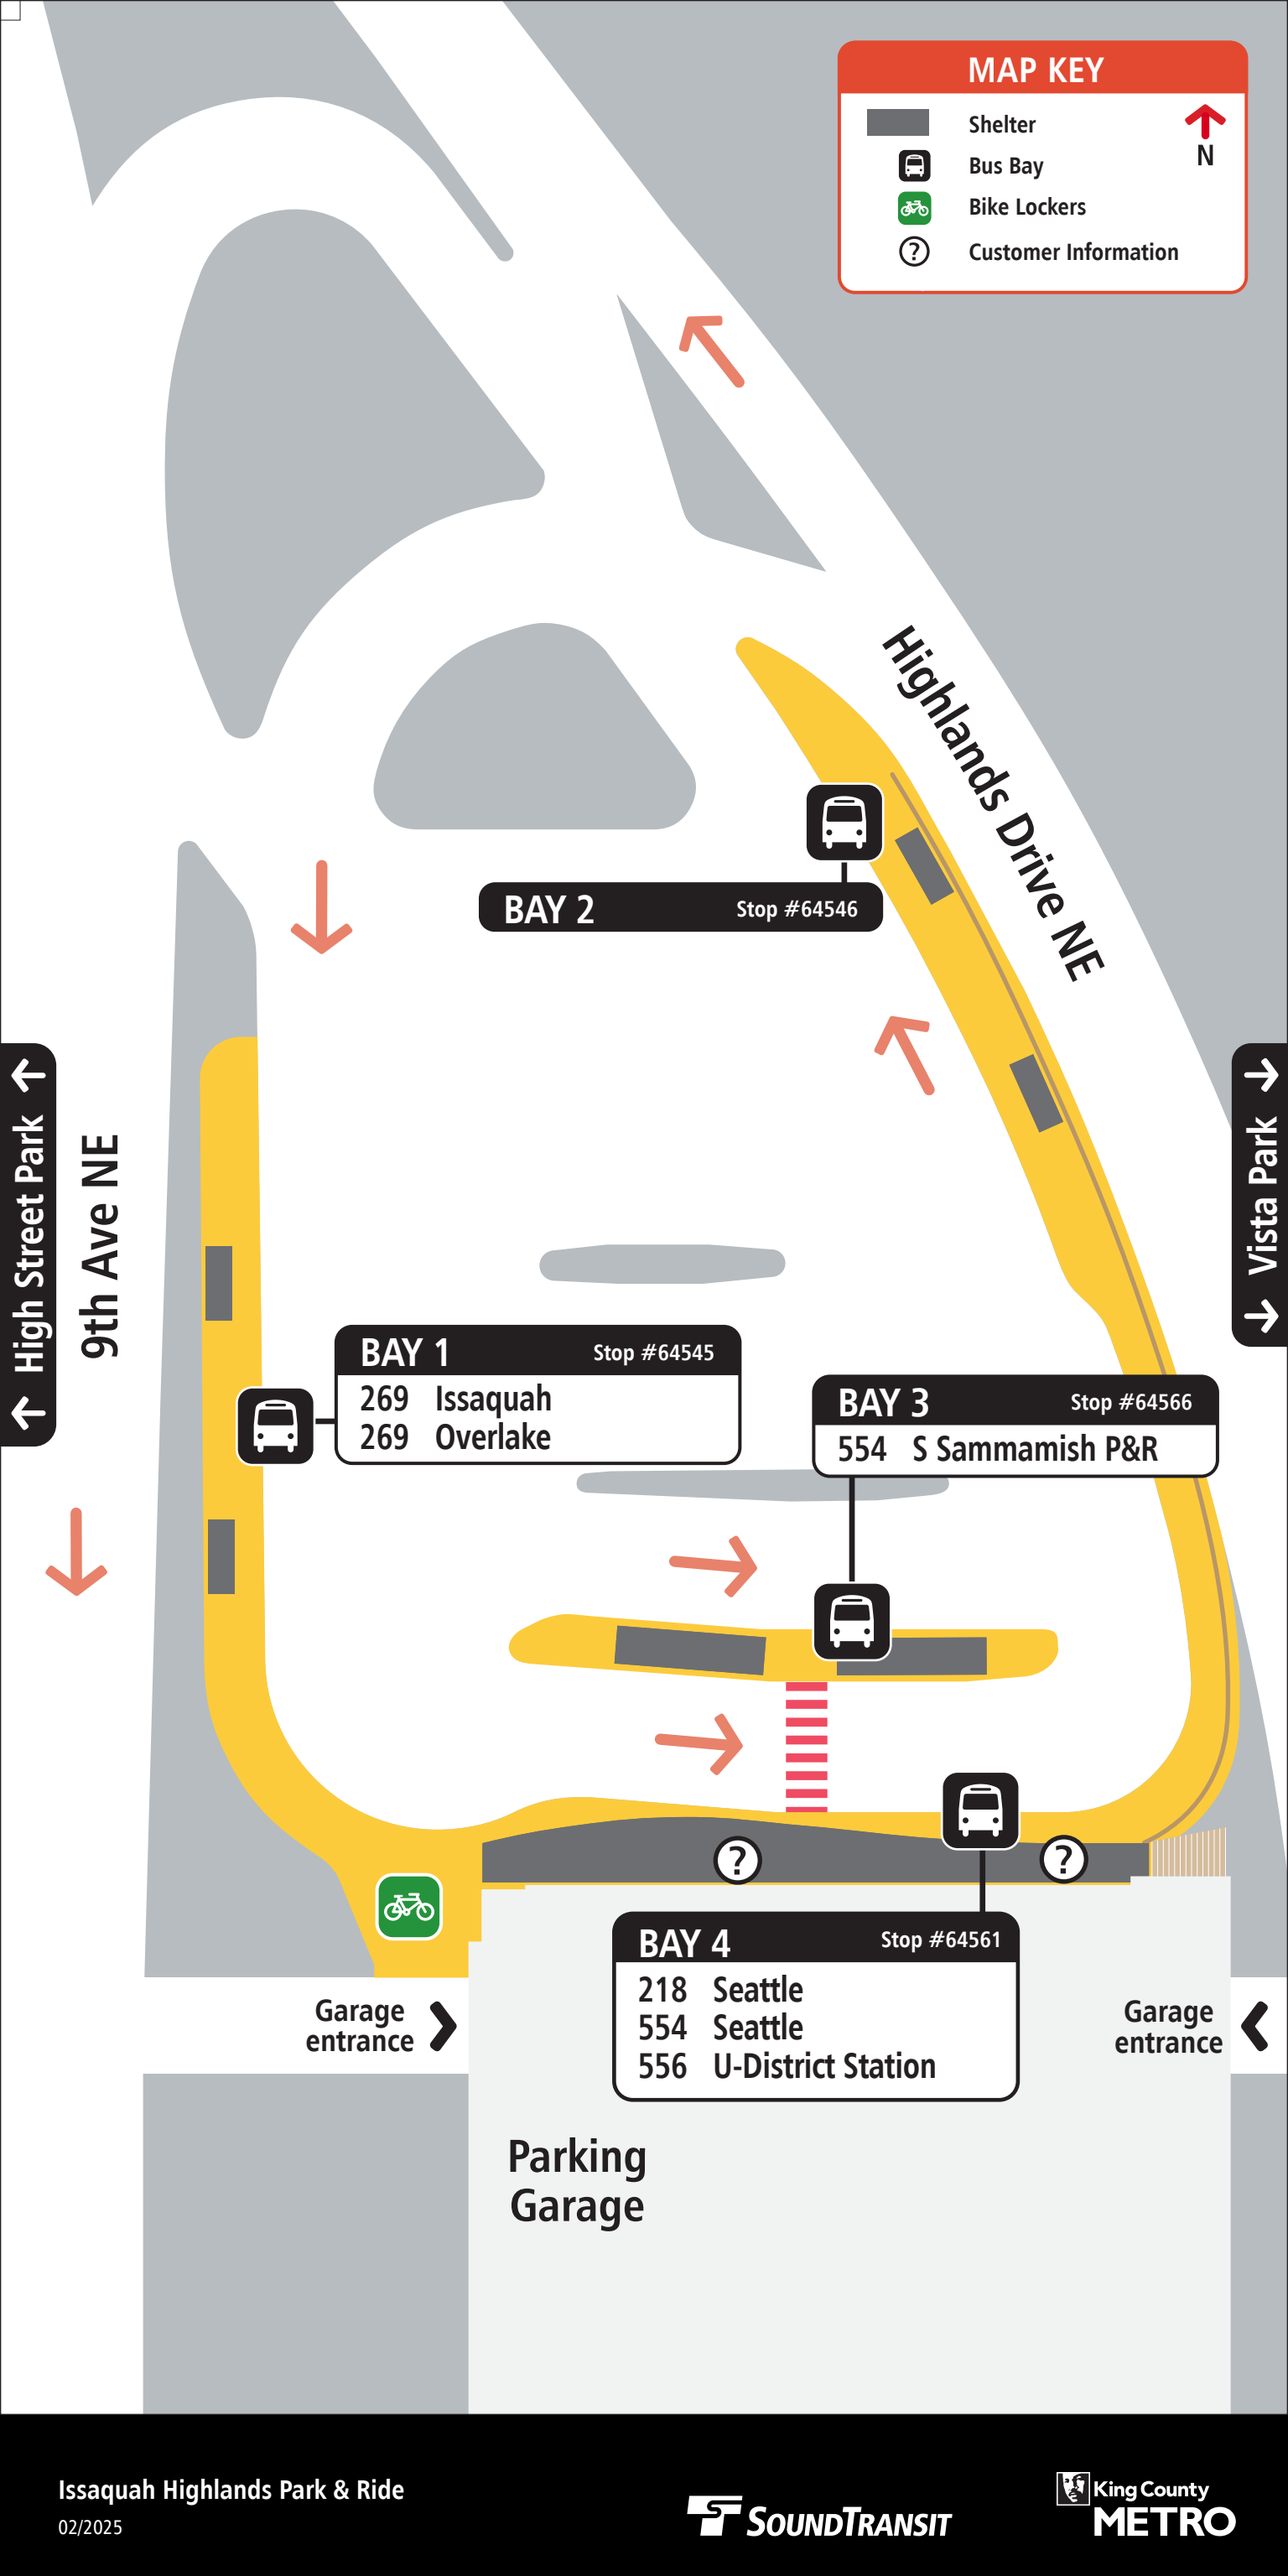 MAP KEY
Shelter
Bus Bay
Bike Lockers
? Customer Information
N
Highlands Drive NE
BAY 2 Stop #64546
High Street Park
9th Ave NE
Vista Park
BAY 1 Stop #64545
269 Issaquah
269 Overlake
BAY 3 Stop #64566
554 S Sammamish P&R
?
?
BAY 4 Stop #64561
218 Seattle
554 Seattle
556 U-District Station
Garage
entrance
Garage
entrance
Parking
Garage
Issaquah Highlands Park & Ride
02/2025
SOUNDTRANSIT
King County
METRO